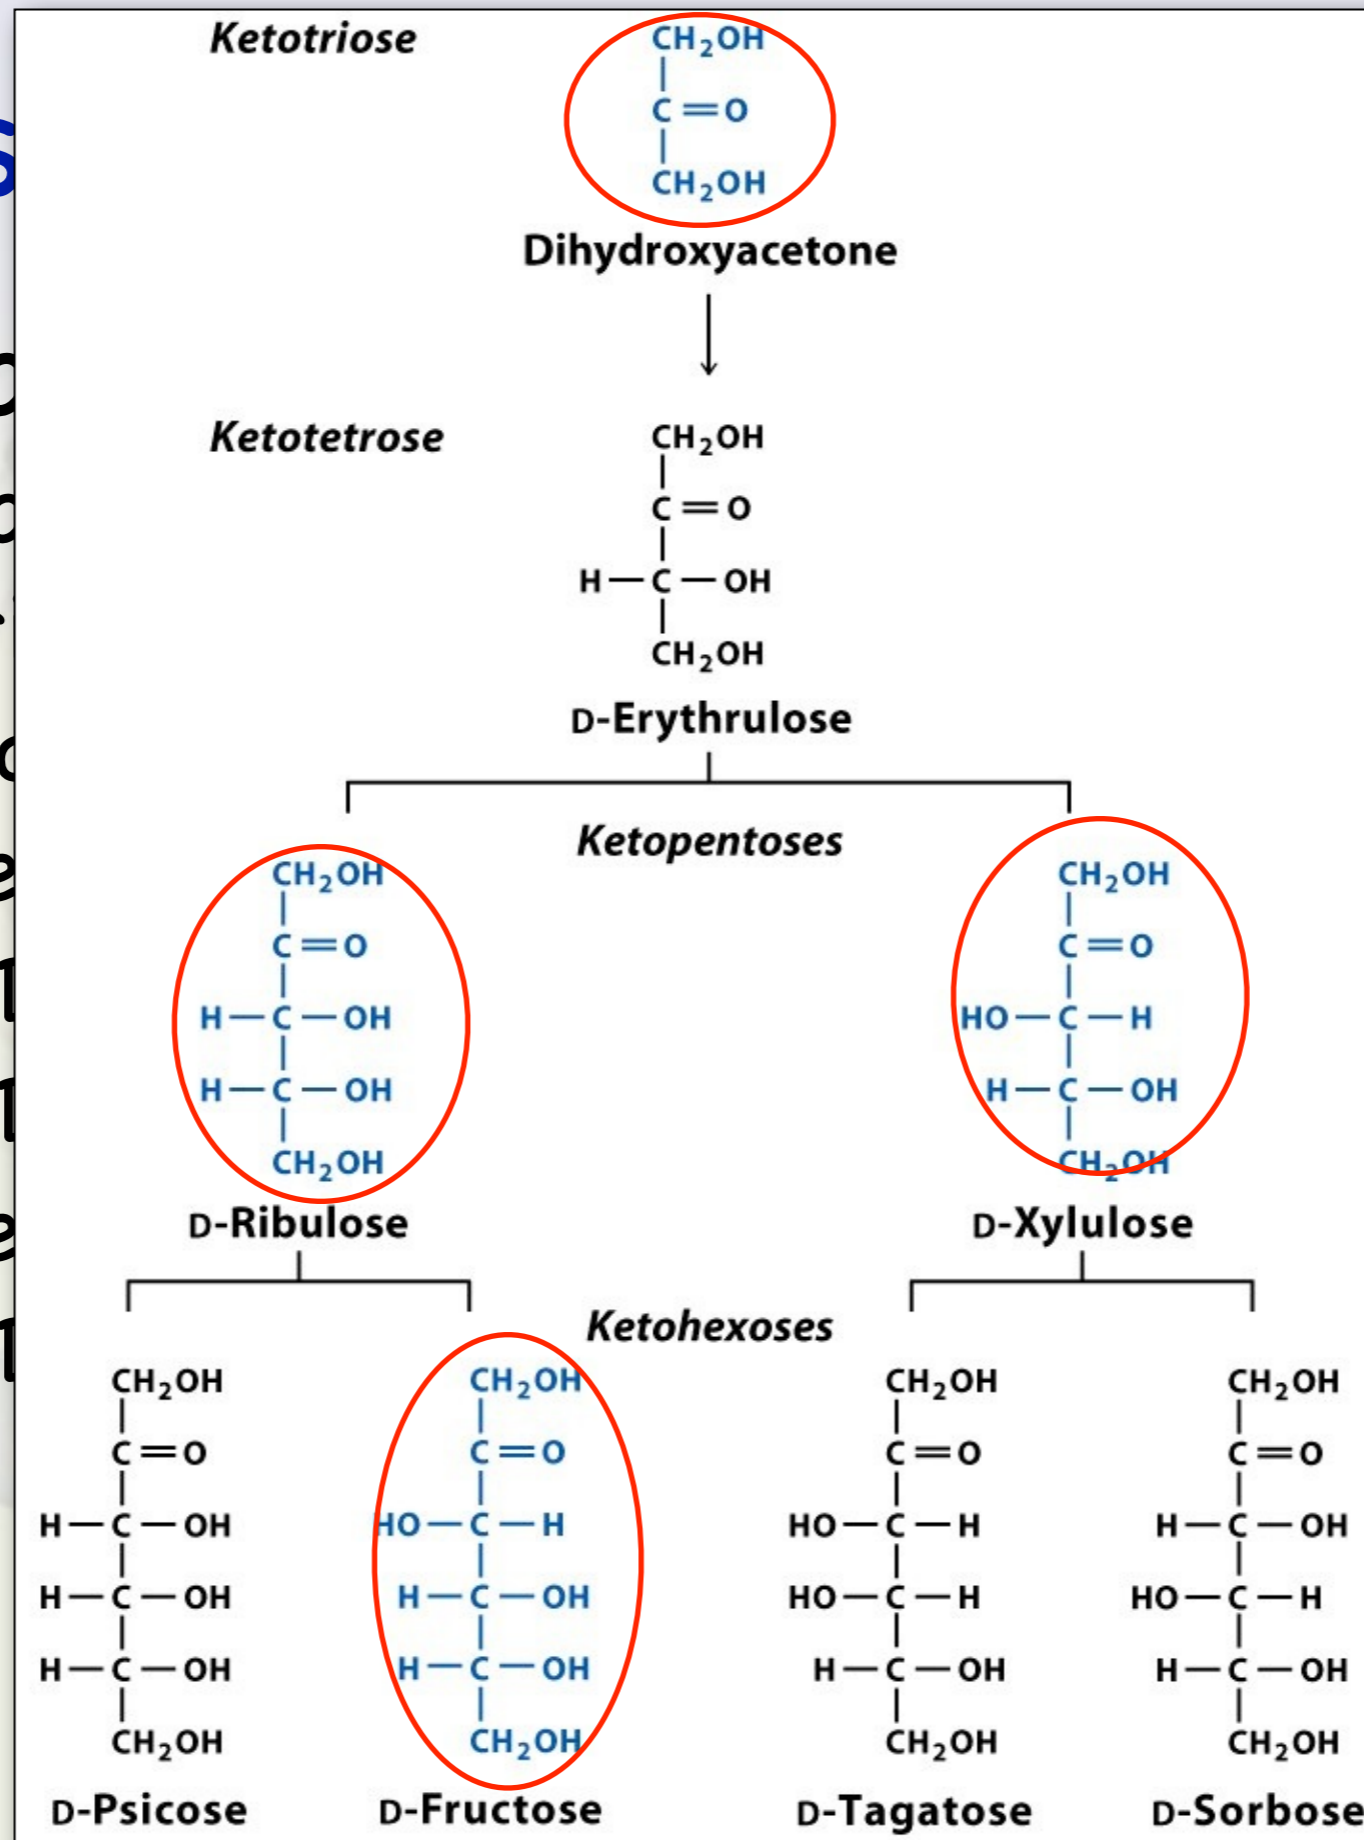 Ketotriose
CH₂OH
C=O
CH₂OH
Dihydroxyacetone
Ketotetrose
CH₂OH
C=O
H—C—OH
CH₂OH
D-Erythrulose
Ketopentoses
CH₂OH
C=O
H—C—OH
H—C—OH
CH₂OH
D-Ribulose
CH₂OH
C=O
HO—C—H
H—C—OH
CH₂OH
D-Xylulose
Ketohexoses
CH₂OH
C=O
H—C—OH
H—C—OH
H—C—OH
CH₂OH
D-Psicose
CH₂OH
C=O
HO—C—H
H—C—OH
H—C—OH
CH₂OH
D-Fructose
CH₂OH
C=O
HO—C—H
HO—C—H
H—C—OH
CH₂OH
D-Tagatose
CH₂OH
C=O
H—C—OH
HO—C—H
H—C—OH
CH₂OH
D-Sorbose